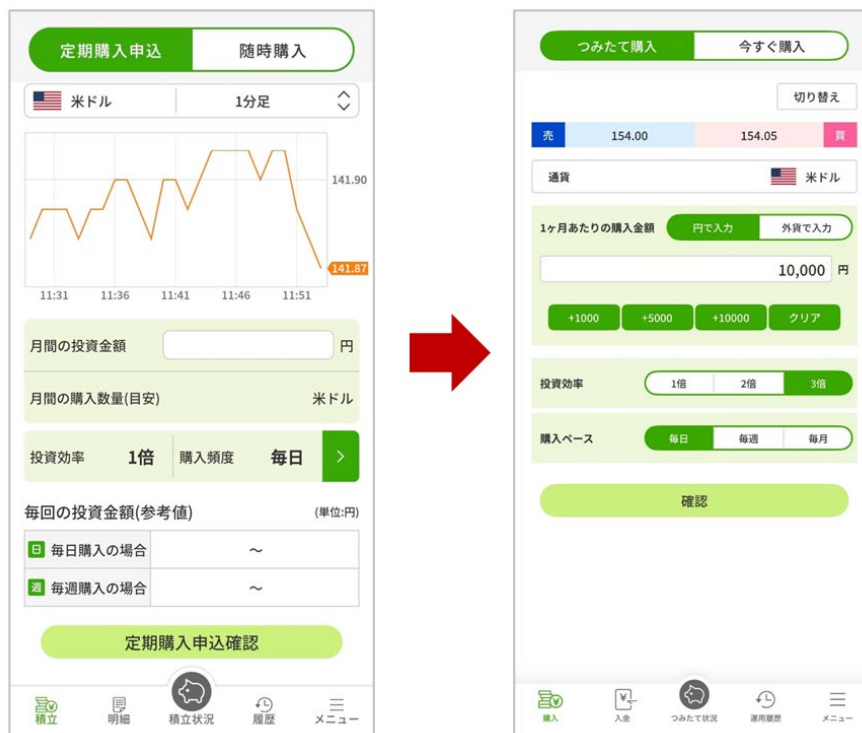 定期購入申込 随時購入
米ドル 1分足
141.90
141.87
11:31 11:36 11:41 11:46 11:51
月間の投資金額 円
月間の購入数量(目安) 米ドル
投資効率 1倍 購入頻度 毎日 >
毎回の投資金額(参考値) (単位:円)
日 毎日購入の場合 ～
週 毎週購入の場合 ～
定期購入申込確認
積立 明細 積立状況 履歴 メニュー
つみたて購入 今すぐ購入
切り替え
売 154.00 154.05 買
通貨 米ドル
1ヶ月あたりの購入金額 円で入力 外貨で入力
10,000 円
+1000 +5000 +10000 クリア
投資効率 1倍 2倍 3倍
購入ペース 毎日 毎週 毎月
確認
購入 入金 つみたて状況 運用履歴 メニュー